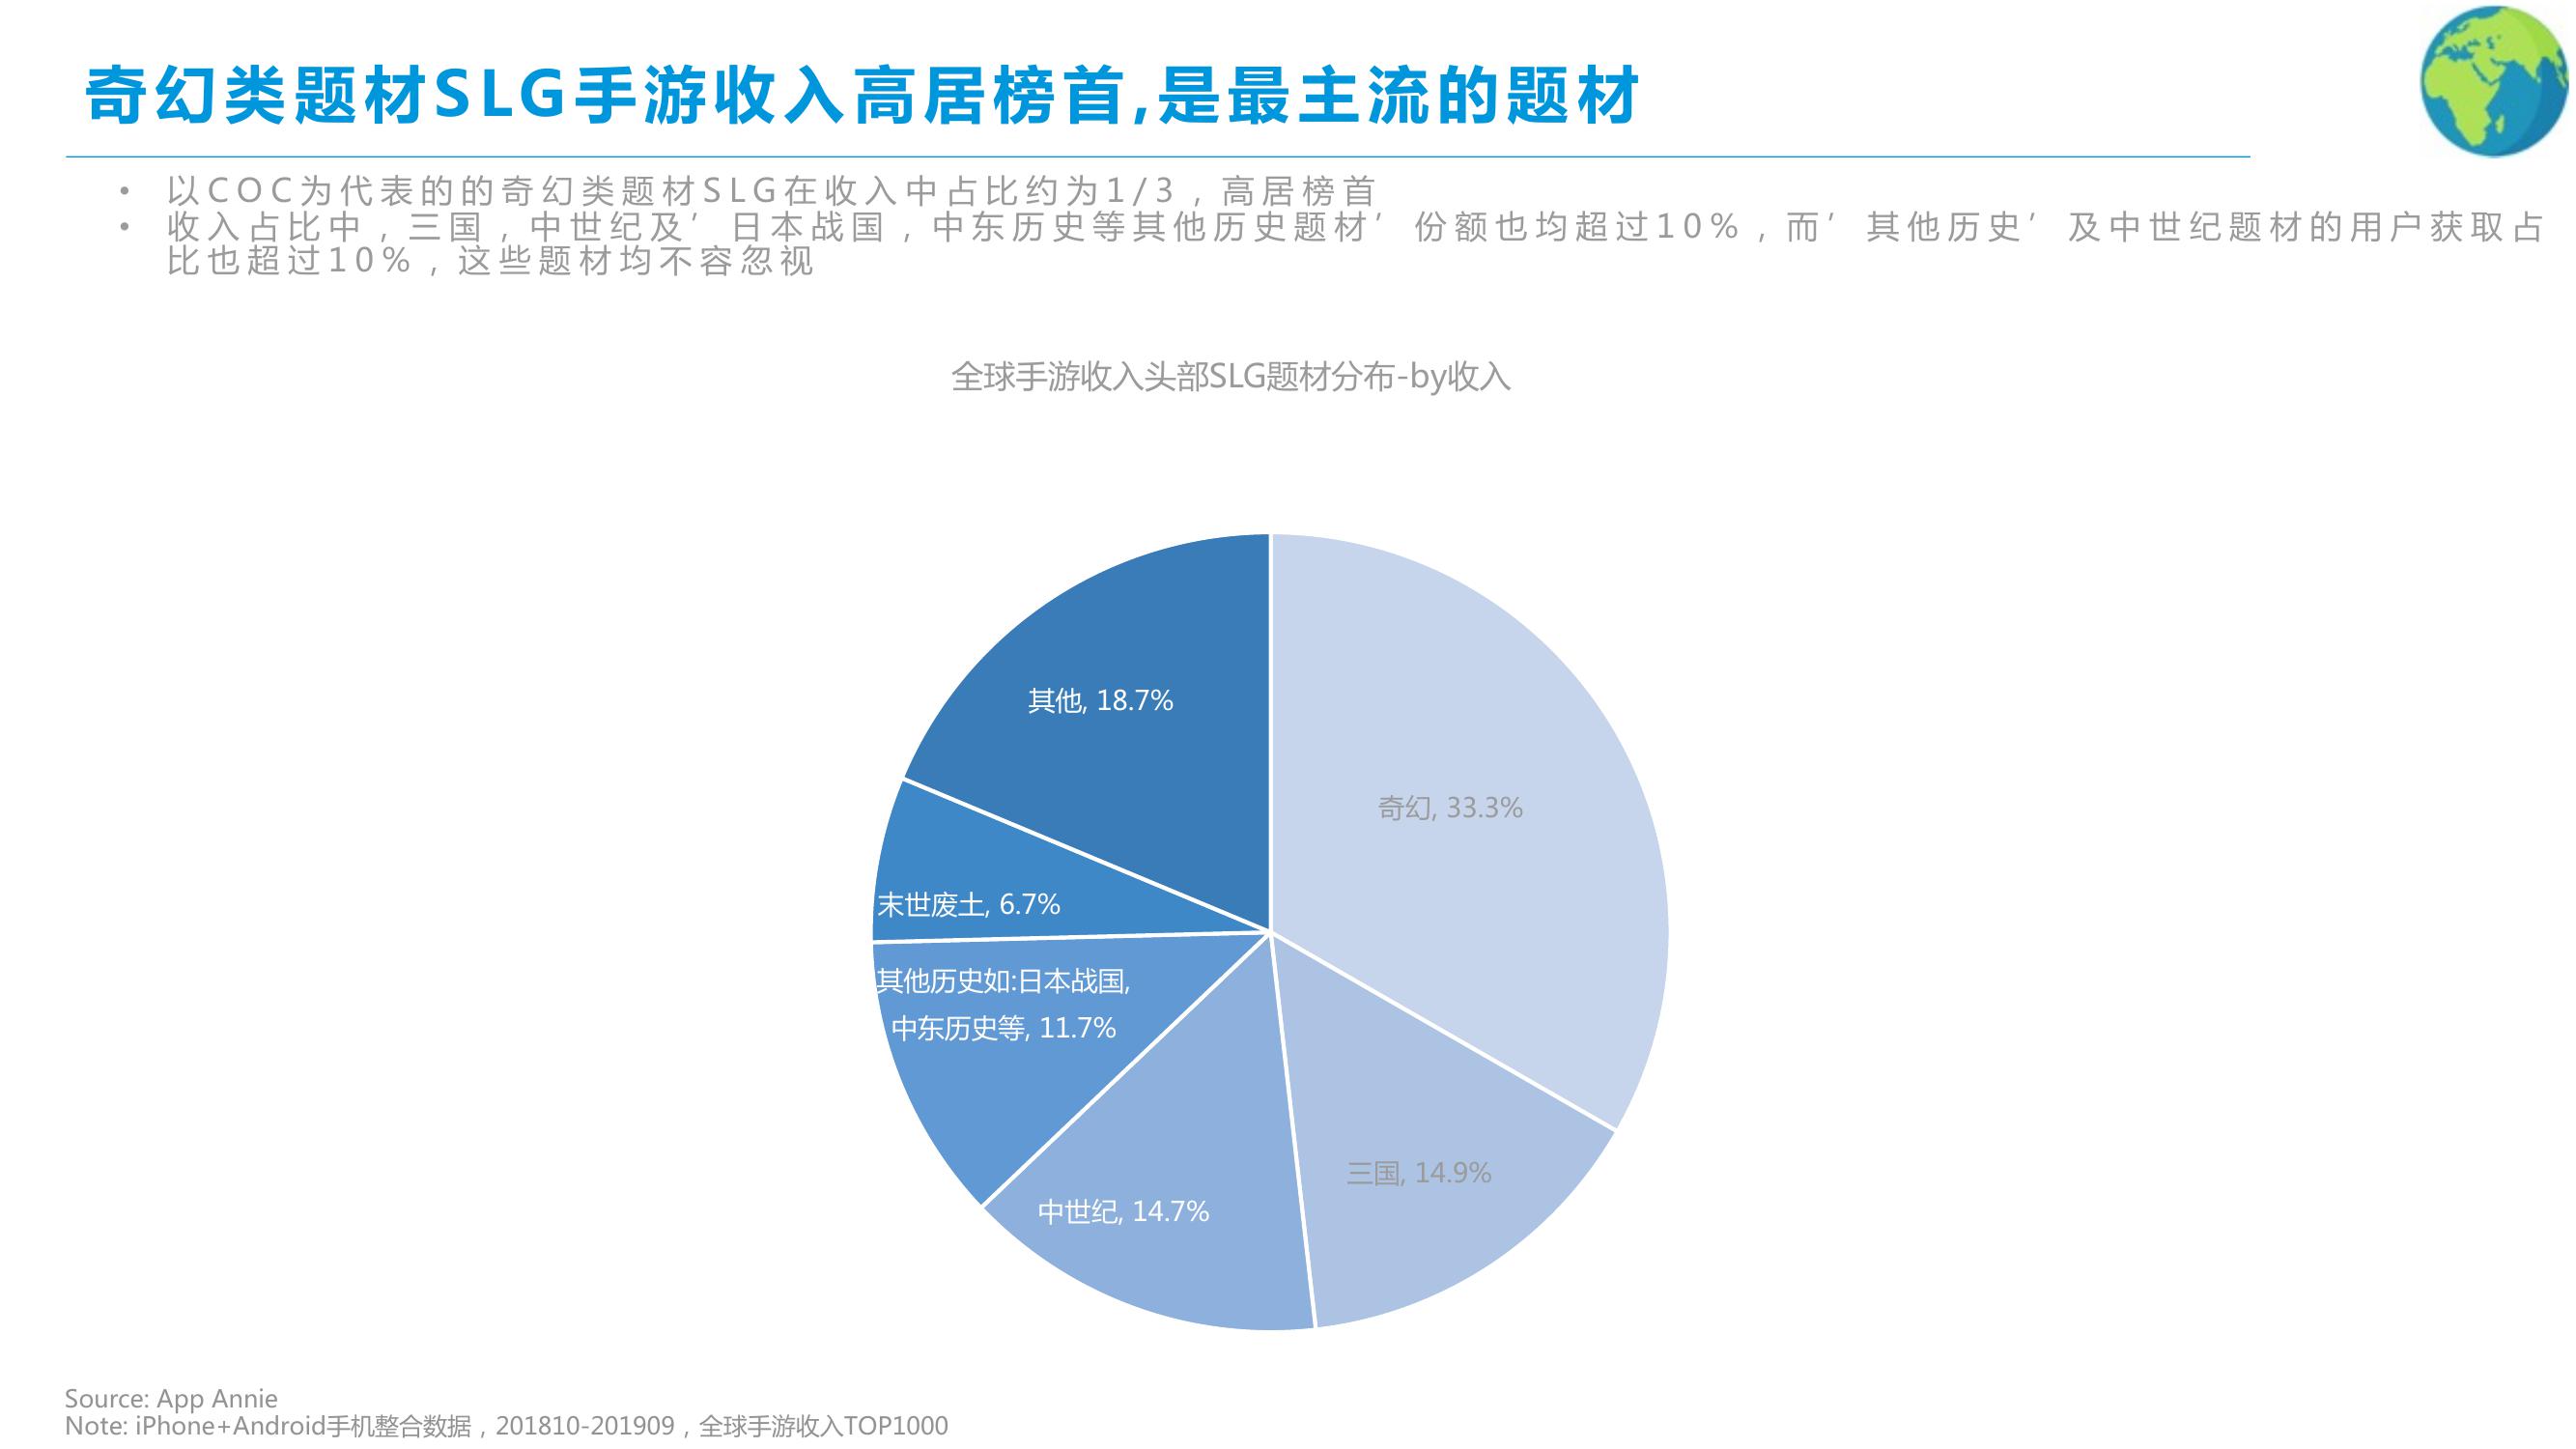 奇幻类题材SLG手游收入高居榜首,是最主流的题材
• 以COC为代表的的奇幻类题材SLG在收入中占比约为1/3，高居榜首
• 收入占比中，三国，中世纪及’日本战国，中东历史等其他历史题材’份额也均超过10%，而’其他历史’及中世纪题材的用户获取占
比也超过10%，这些题材均不容忽视
全球手游收入头部SLG题材分布-by收入
其他, 18.7%
奇幻, 33.3%
末世废土, 6.7%
其他历史如:日本战国,
中东历史等, 11.7%
三国, 14.9%
中世纪, 14.7%
Source: App Annie
Note: iPhone+Android手机整合数据，201810-201909，全球手游收入TOP1000